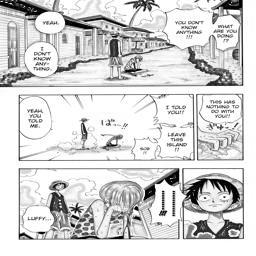 WHAT ARE
YOU
DOING
!?
YOU DON'T
KNOW
ANYTHING
!!!
YEAH.
I
DON'T
KNOW
ANY-
THING.
THIS HAS
NOTHING
TO DO
WITH
YOU!!
I TOLD
YOU!!
LEAVE
THIS
ISLAND
!!
YEAH,
YOU
TOLD
ME.
LUFFY...